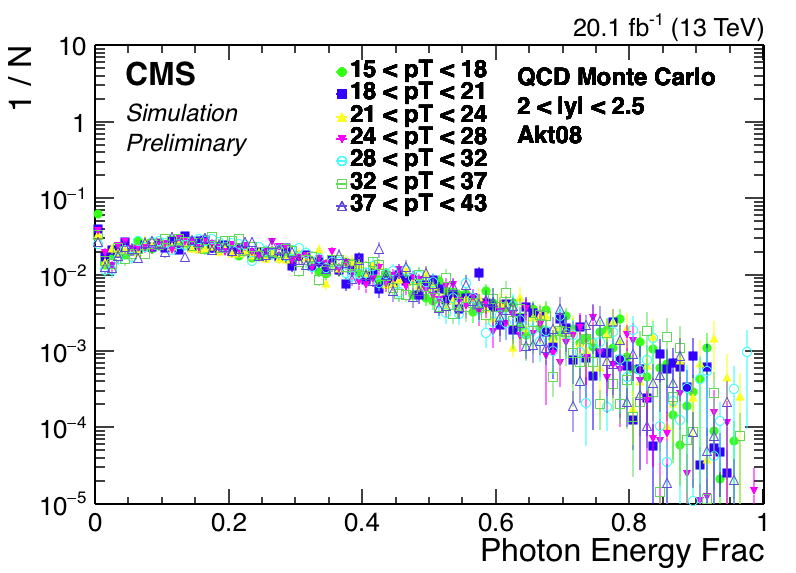 20.1 fb⁻¹ (13 TeV)
1 / N
CMS
Simulation
Preliminary
15 < pT < 18
18 < pT < 21
21 < pT < 24
24 < pT < 28
28 < pT < 32
32 < pT < 37
37 < pT < 43
QCD Monte Carlo
2 < lyl < 2.5
Akt08
10
1
10⁻¹
10⁻²
10⁻³
10⁻⁴
10⁻⁵
0 0.2 0.4 0.6 0.8 1
Photon Energy Frac